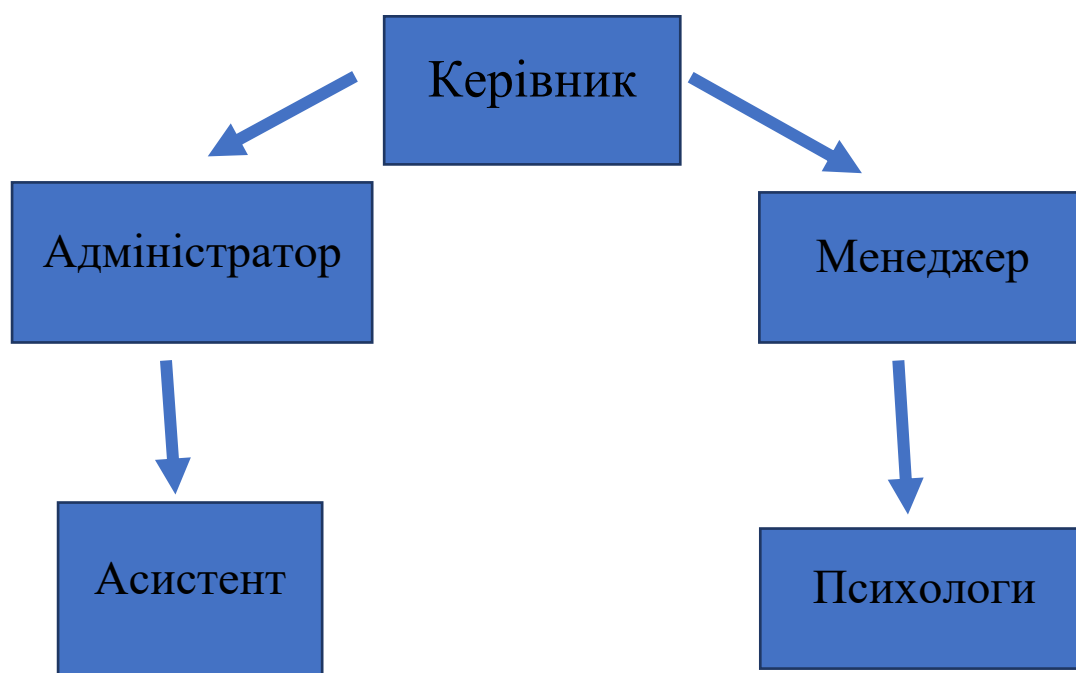 Керівник
Адміністратор
Менеджер
Асистент
Психологи